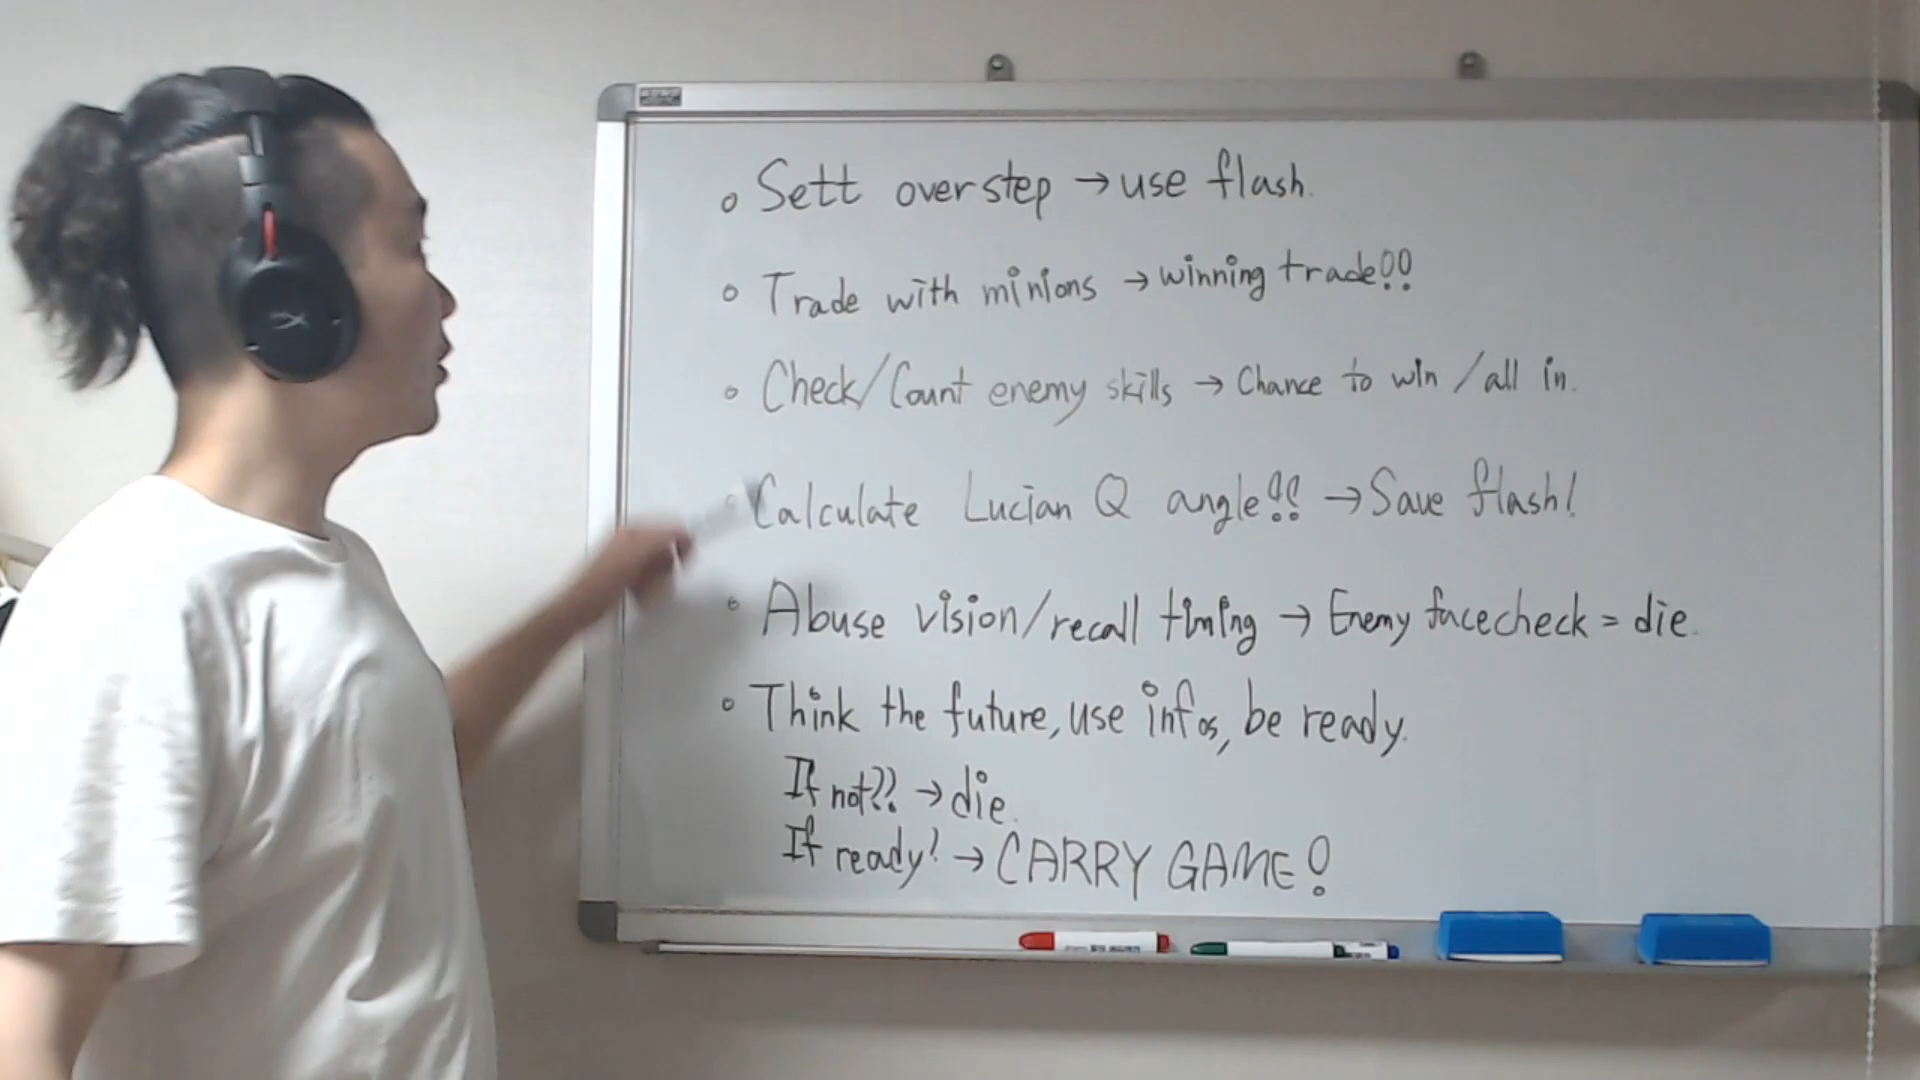 Sett overstep → use flash.
Trade with minions → winning trade!!
Check/Count enemy skills → Chance to win / all in.
Calculate Lucian Q angle!! → Save flash!
Abuse vision/recall timing → Enemy facecheck = die.
Think the future, use infos, be ready.
If not?? → die.
If ready? → CARRY GAME!